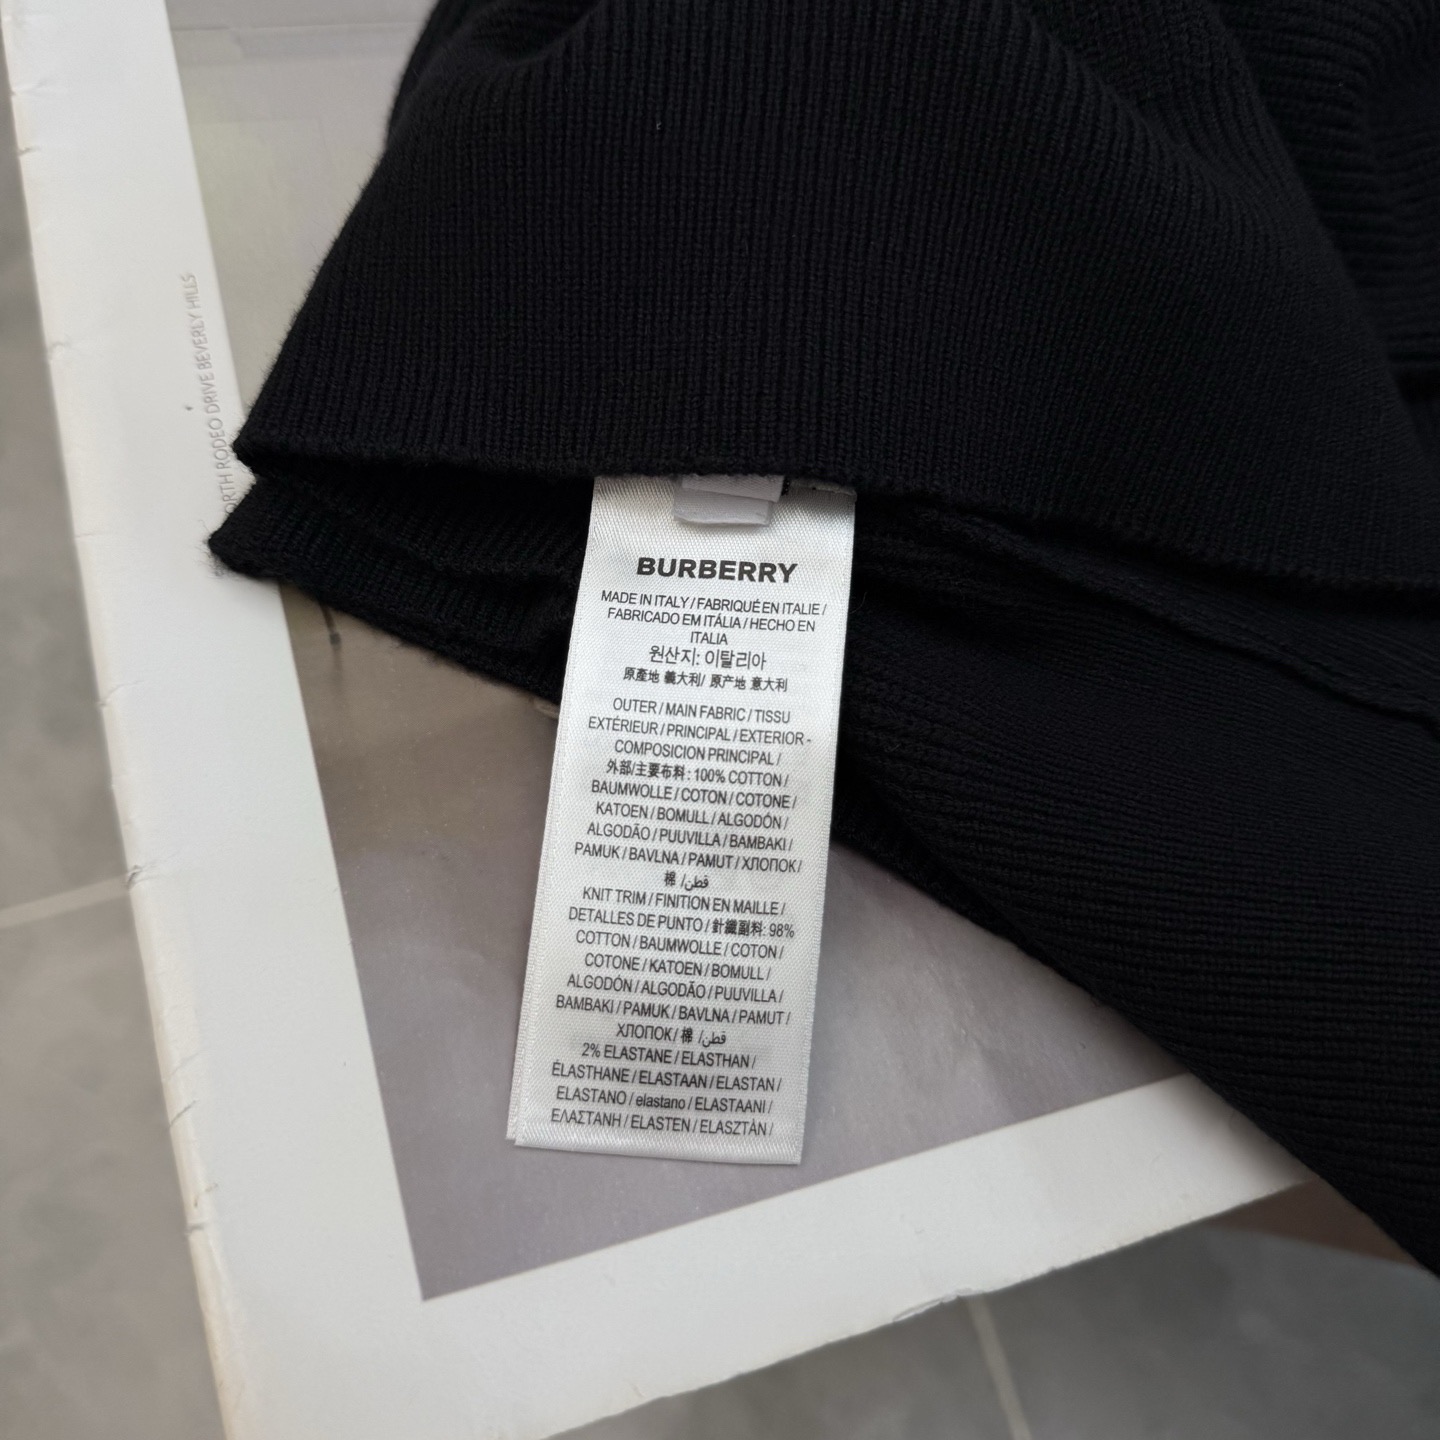 ORTH RODEO DRIVE BEVERLY HILLS
BURBERRY
MADE IN ITALY / FABRIQUÉ EN ITALIE /
FABRICADO EM ITÁLIA / HECHO EN
ITALIA
원산지: 이탈리아
原產地 義大利/ 原产地 意大利
OUTER / MAIN FABRIC / TISSU
EXTÉRIEUR / PRINCIPAL / EXTERIOR -
COMPOSICION PRINCIPAL /
外部/主要布料: 100% COTTON /
BAUMWOLLE / COTON / COTONE /
KATOEN / BOMULL / ALGODÓN /
ALGODÃO / PUUVILLA / BAMBAKI /
PAMUK / BAVLNA / PAMUT / ХЛОПОК /
棉 /قطن
KNIT TRIM / FINITION EN MAILLE /
DETALLES DE PUNTO / 針織副料: 98%
COTTON / BAUMWOLLE / COTON /
COTONE / KATOEN / BOMULL /
ALGODÓN / ALGODÃO / PUUVILLA /
BAMBAKI / PAMUK / BAVLNA / PAMUT /
ХЛОПОК / 棉 /قطن
2% ELASTANE / ELASTHAN /
ÉLASTHANE / ELASTAAN / ELASTAN /
ELASTANO / elastano / ELASTAANI /
ΕΛΑΣΤΑΝΗ / ELASTEN / ELASZTÁN /